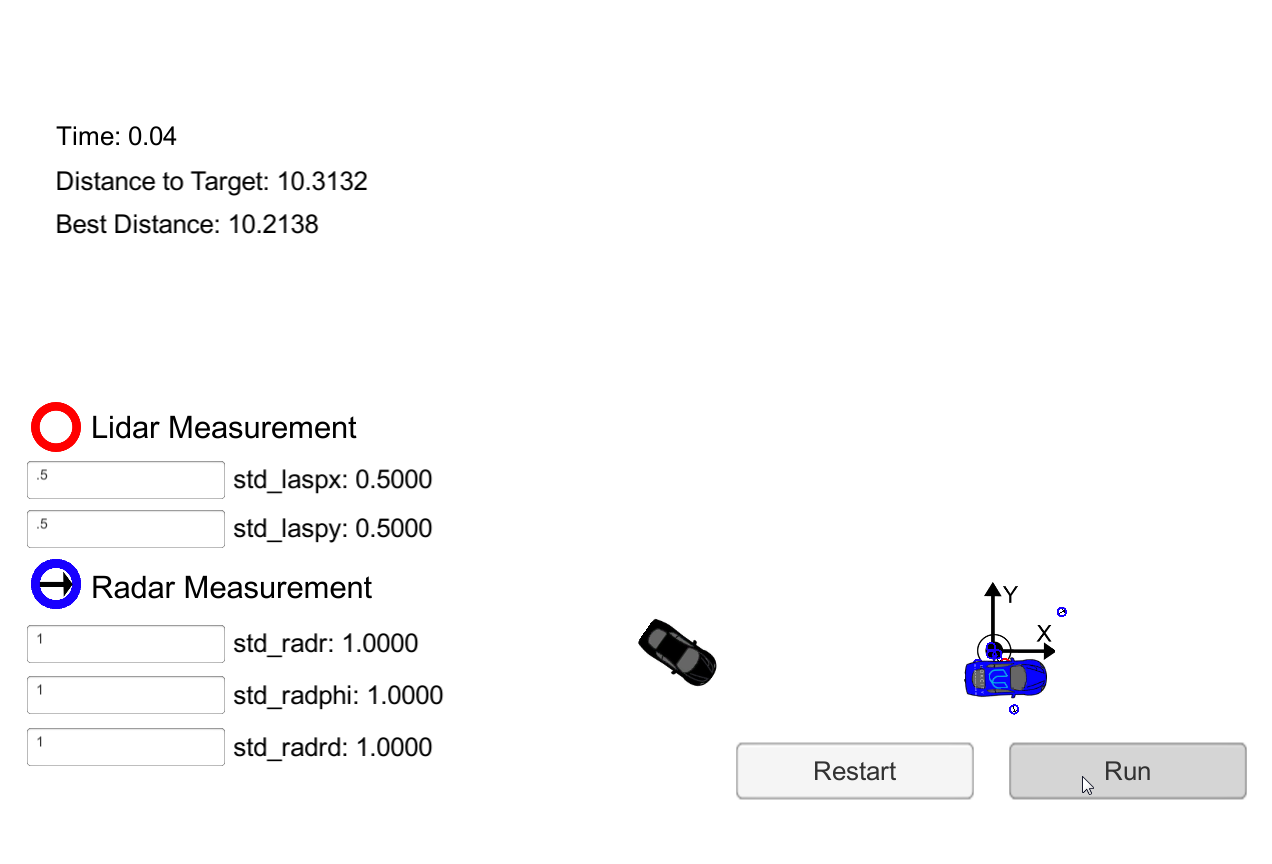 Time: 0.04
Distance to Target: 10.3132
Best Distance: 10.2138
Lidar Measurement
.5
std_laspx: 0.5000
.5
std_laspy: 0.5000
Radar Measurement
1
std_radr: 1.0000
1
std_radphi: 1.0000
1
std_radrd: 1.0000
Y
X
Restart
Run